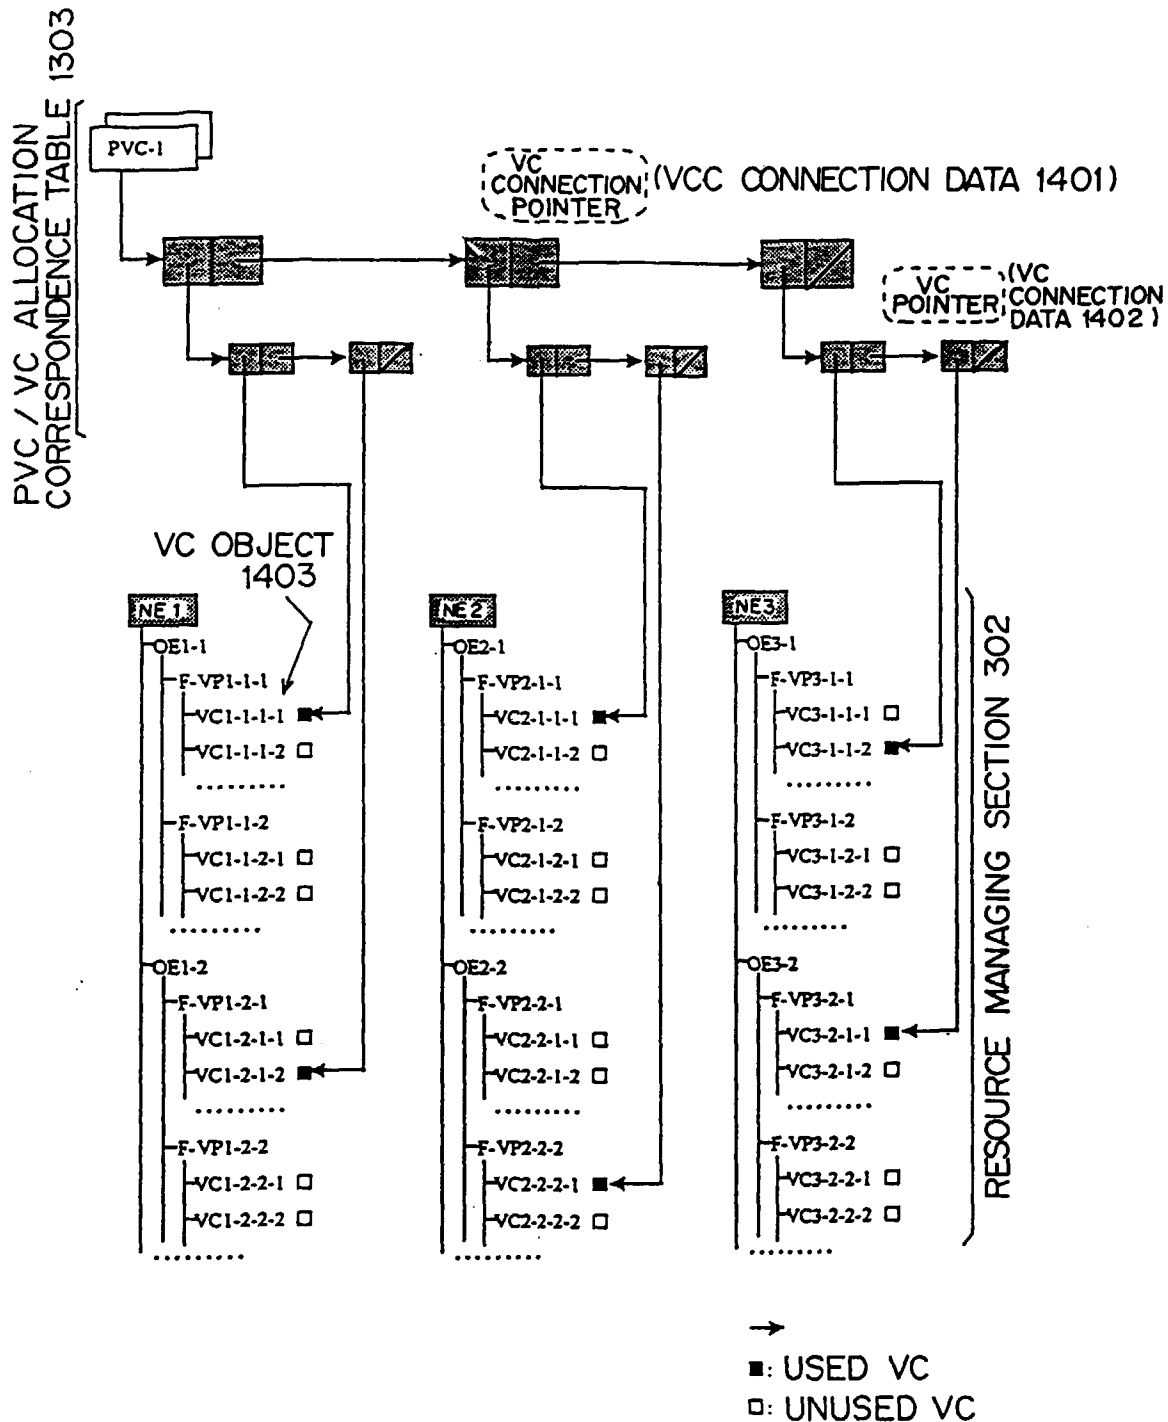 PVC / VC ALLOCATION
CORRESPONDENCE TABLE 1303
PVC-1
VC
CONNECTION
POINTER
(VCC CONNECTION DATA 1401)
VC
POINTER
(VC
CONNECTION
DATA 1402)
VC OBJECT
1403
NE1
OE1-1
F-VP1-1-1
VC1-1-1-1
VC1-1-1-2
.........
F-VP1-1-2
VC1-1-2-1
VC1-1-2-2
.........
OE1-2
F-VP1-2-1
VC1-2-1-1
VC1-2-1-2
.........
F-VP1-2-2
VC1-2-2-1
VC1-2-2-2
.........
NE2
OE2-1
F-VP2-1-1
VC2-1-1-1
VC2-1-1-2
.........
F-VP2-1-2
VC2-1-2-1
VC2-1-2-2
.........
OE2-2
F-VP2-2-1
VC2-2-1-1
VC2-2-1-2
.........
F-VP2-2-2
VC2-2-2-1
VC2-2-2-2
.........
NE3
OE3-1
F-VP3-1-1
VC3-1-1-1
VC3-1-1-2
.........
F-VP3-1-2
VC3-1-2-1
VC3-1-2-2
.........
OE3-2
F-VP3-2-1
VC3-2-1-1
VC3-2-1-2
.........
F-VP3-2-2
VC3-2-2-1
VC3-2-2-2
.........
RESOURCE MANAGING SECTION 302
→
■: USED VC
□: UNUSED VC